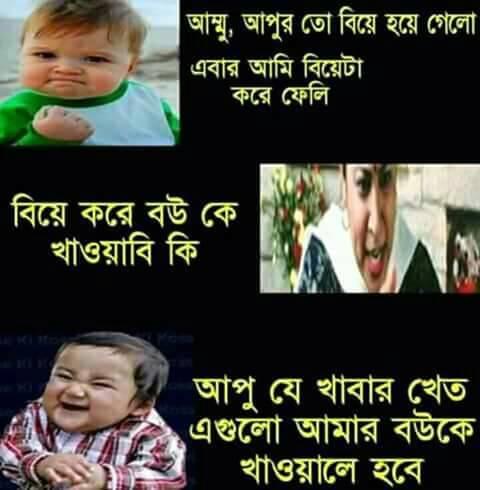 আম্মু, আপুর তো বিয়ে হয়ে গেলো
এবার আমি বিয়েটা
করে ফেলি
বিয়ে করে বউ কে
খাওয়াবি কি
আপু যে খাবার খেত
এগুলো আমার বউকে
খাওয়ালে হবে